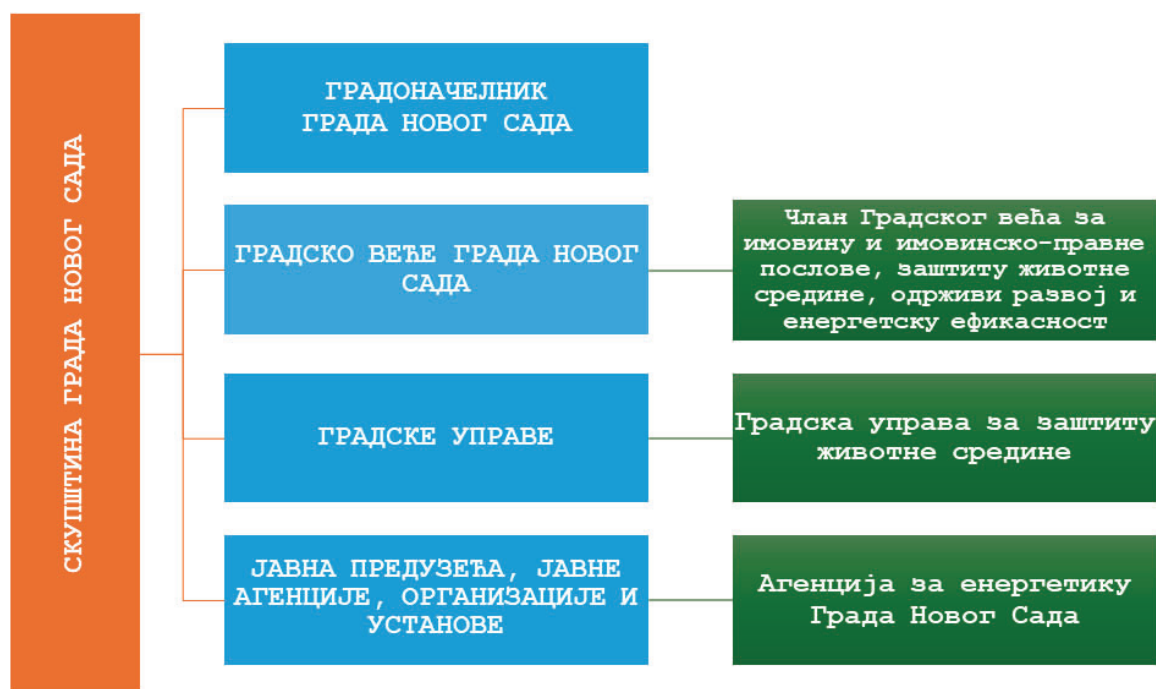 СКУПШТИНА ГРАДА НОВОГ САДА
ГРАДОНАЧЕЛНИК
ГРАДА НОВОГ САДА
ГРАДСКО ВЕЋЕ ГРАДА НОВОГ
САДА
Члан Градског већа за
имовину и имовинско-правне
послове, заштиту животне
средине, одрживи развој и
енергетску ефикасност
ГРАДСКЕ УПРАВЕ
Градска управа за заштиту
животне средине
ЈАВНА ПРЕДУЗЕЋА, ЈАВНЕ
АГЕНЦИЈЕ, ОРГАНИЗАЦИЈЕ И
УСТАНОВЕ
Агенција за енергетику
Града Новог Сада